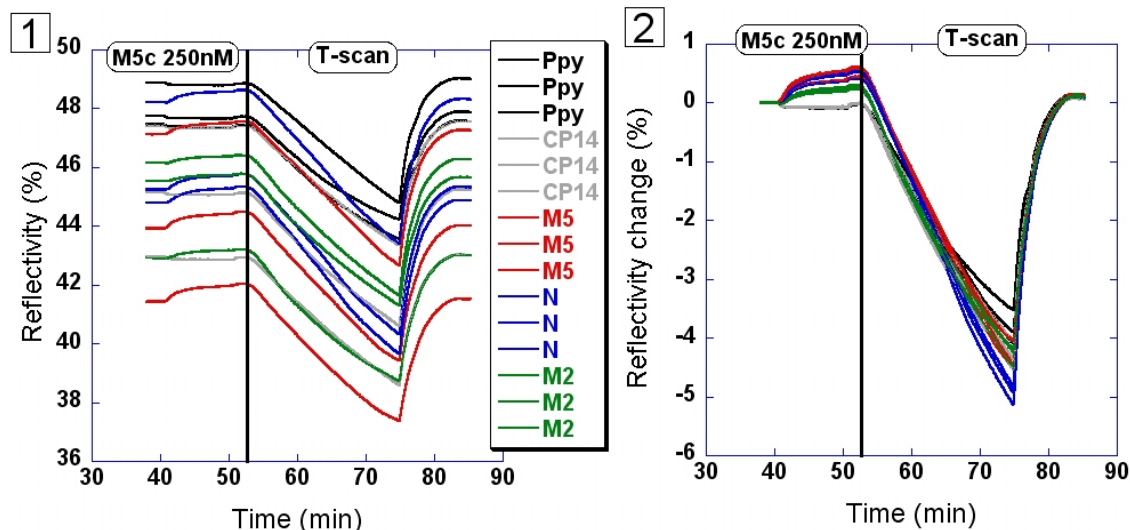 1
M5c 250nM
T-scan
Reflectivity (%)
50
48
46
44
42
40
38
36
30 40 50 60 70 80 90
Time (min)
Ppy
Ppy
Ppy
CP14
CP14
CP14
M5
M5
M5
N
N
N
M2
M2
M2
2
M5c 250nM
T-scan
Reflectivity change (%)
1
0
-1
-2
-3
-4
-5
-6
30 40 50 60 70 80 90
Time (min)